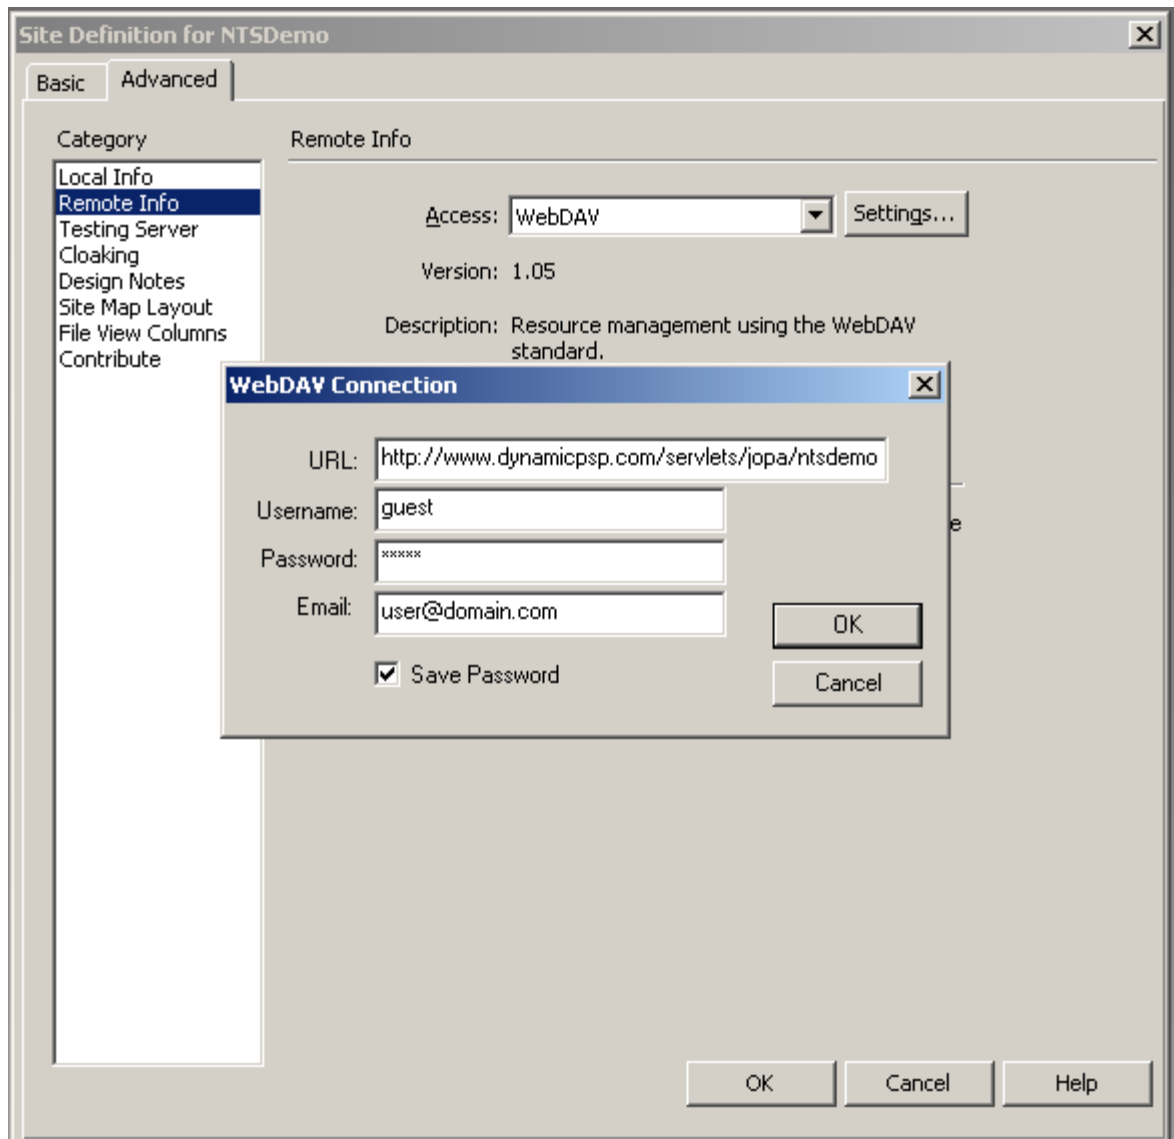 Site Definition for NTSDemo
Basic
Advanced
Category
Remote Info
Local Info
Remote Info
Testing Server
Cloaking
Design Notes
Site Map Layout
File View Columns
Contribute
Access: WebDAV
Settings...
Version: 1.05
Description: Resource management using the WebDAV
standard.
WebDAV Connection
URL: http://www.dynamicpsp.com/servlets/jopa/ntsdemo
Username: guest
Password: *****
Email: user@domain.com
Save Password
OK
Cancel
e
OK
Cancel
Help